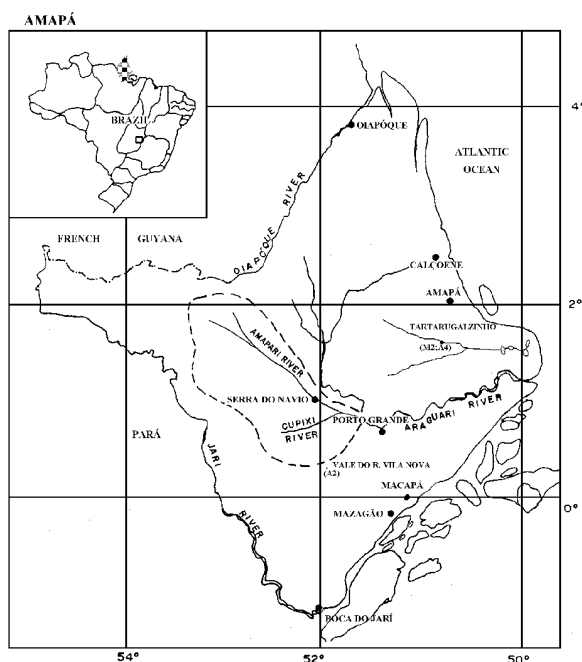 AMAPÁ
BRAZIL
4°
OIAPÓQUE
ATLANTIC
OCEAN
FRENCH GUYANA
OIAPÓQUE RIVER
CALÇOENE
AMAPÁ
2°
TARTARUGALZINHO
(M2;A4)
AMAPARI RIVER
SERRA DO NAVIO
PORTO GRANDE
ARAGUARI RIVER
CUPIXI
RIVER
PARÁ
JARI RIVER
VALE DO R. VILA NOVA
(A2)
MACAPÁ
0°
MAZAGÃO
BOCA DO JARÍ
54° 52° 50°